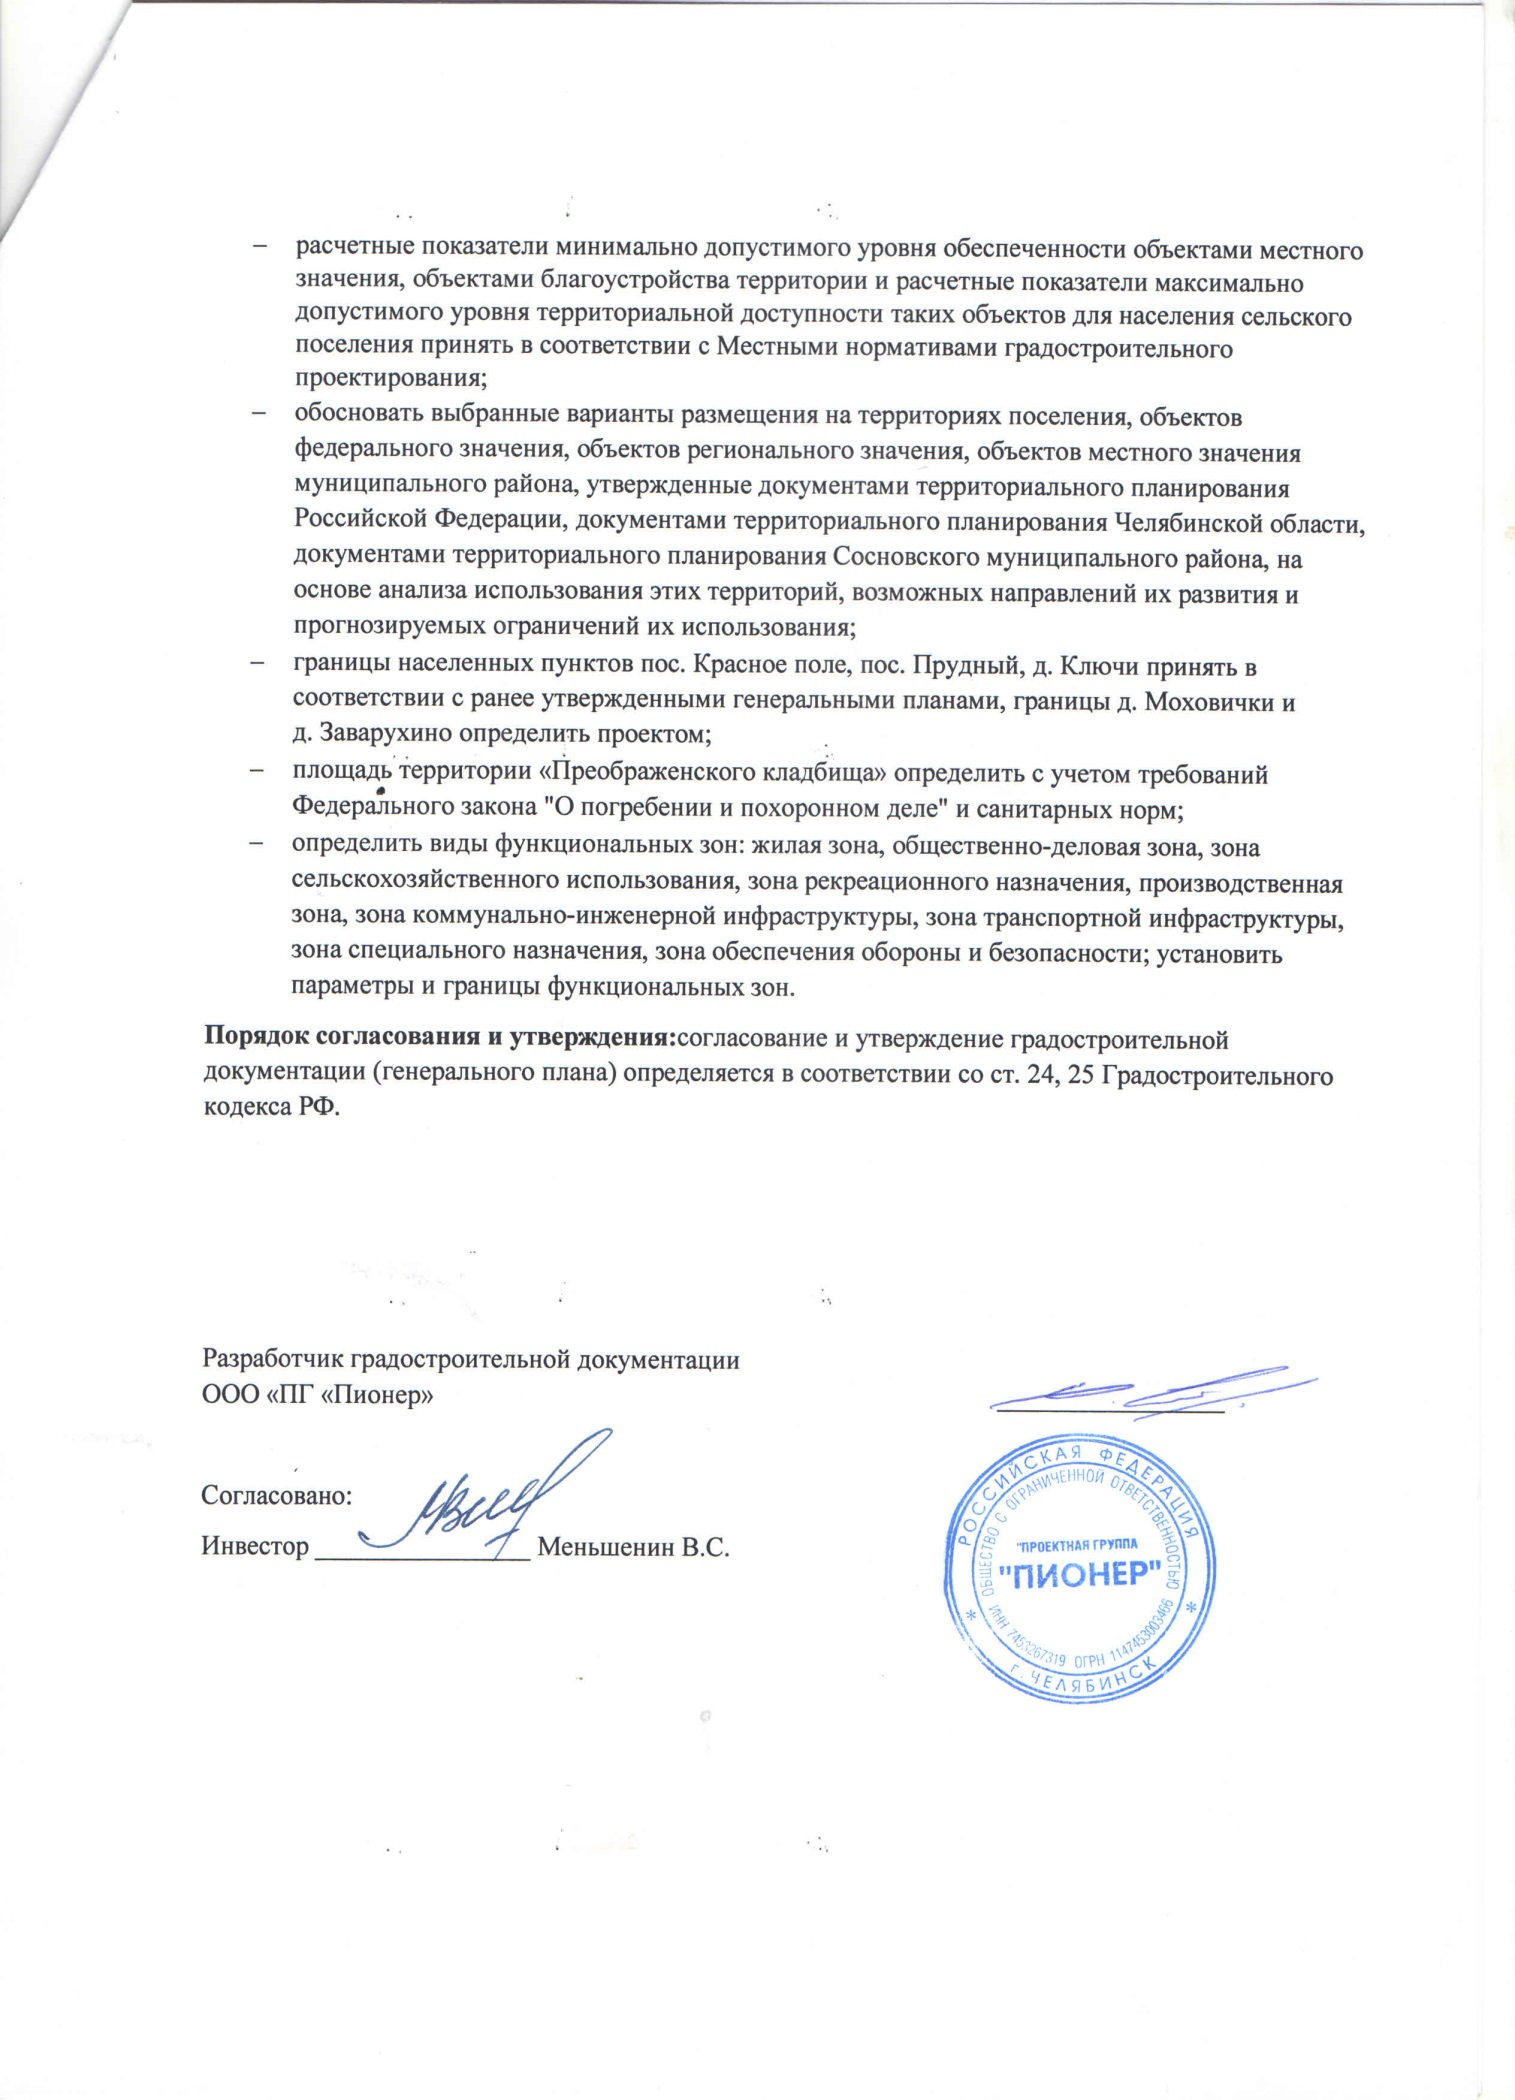 – расчетные показатели минимально допустимого уровня обеспеченности объектами местного
значения, объектами благоустройства территории и расчетные показатели максимально
допустимого уровня территориальной доступности таких объектов для населения сельского
поселения принять в соответствии с Местными нормативами градостроительного
проектирования;
– обосновать выбранные варианты размещения на территориях поселения, объектов
федерального значения, объектов регионального значения, объектов местного значения
муниципального района, утвержденные документами территориального планирования
Российской Федерации, документами территориального планирования Челябинской области,
документами территориального планирования Сосновского муниципального района, на
основе анализа использования этих территорий, возможных направлений их развития и
прогнозируемых ограничений их использования;
– границы населенных пунктов пос. Красное поле, пос. Прудный, д. Ключи принять в
соответствии с ранее утвержденными генеральными планами, границы д. Моховички и
д. Заварухино определить проектом;
– площадь территории «Преображенского кладбища» определить с учетом требований
Федерального закона "О погребении и похоронном деле" и санитарных норм;
– определить виды функциональных зон: жилая зона, общественно-деловая зона, зона
сельскохозяйственного использования, зона рекреационного назначения, производственная
зона, зона коммунально-инженерной инфраструктуры, зона транспортной инфраструктуры,
зона специального назначения, зона обеспечения обороны и безопасности; установить
параметры и границы функциональных зон.
Порядок согласования и утверждения:согласование и утверждение градостроительной
документации (генерального плана) определяется в соответствии со ст. 24, 25 Градостроительного
кодекса РФ.
Разработчик градостроительной документации
ООО «ПГ «Пионер»
Согласовано:
Инвестор ________________ Меньшенин В.С.
РОССИЙСКАЯ ФЕДЕРАЦИЯ
ОБЩЕСТВО С ОГРАНИЧЕННОЙ ОТВЕТСТВЕННОСТЬЮ
"ПРОЕКТНАЯ ГРУППА
"ПИОНЕР"
ИНН 7453267319 ОГРН 1147453003466
* г. ЧЕЛЯБИНСК *